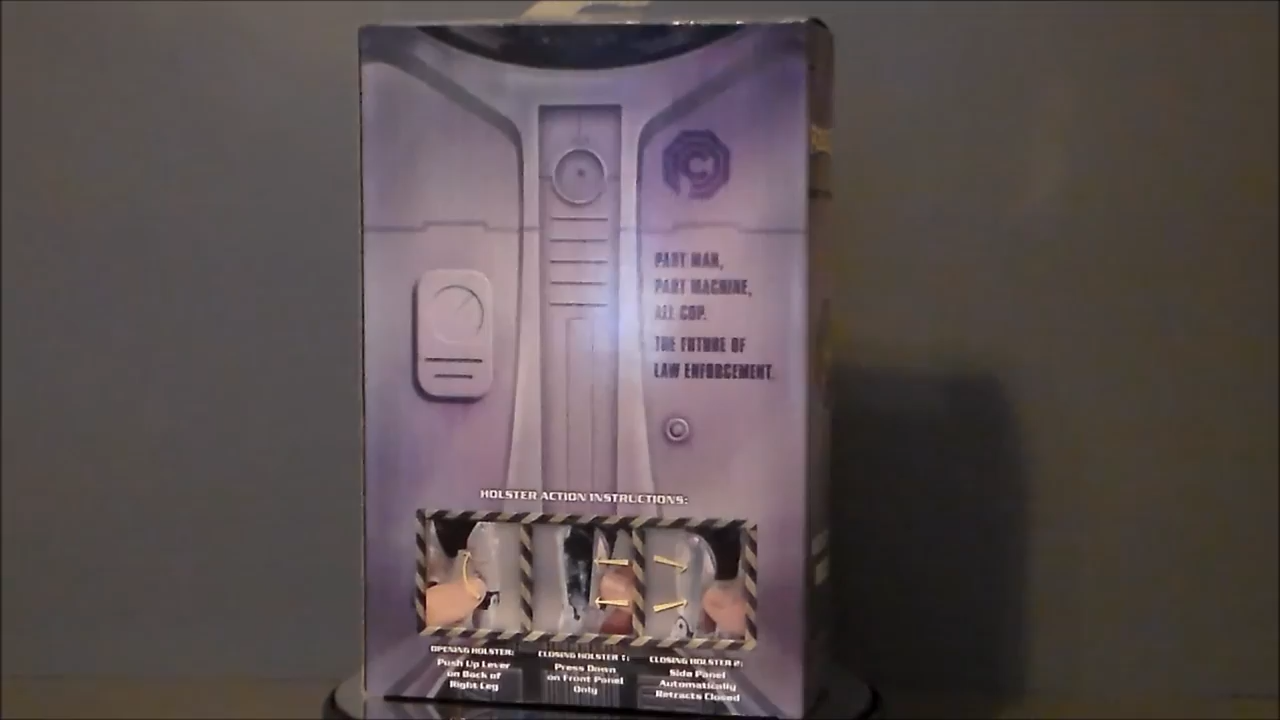 PART MAN,
PART MACHINE,
ALL COP.
THE FUTURE OF
LAW ENFORCEMENT.
HOLSTER ACTION INSTRUCTIONS:
OPENING HOLSTER:
Push Up Lever
on Back of
Right Leg
CLOSING HOLSTER 1:
Press Down
on Front Panel
Only
CLOSING HOLSTER 2:
Side Panel
Automatically
Retracts Closed